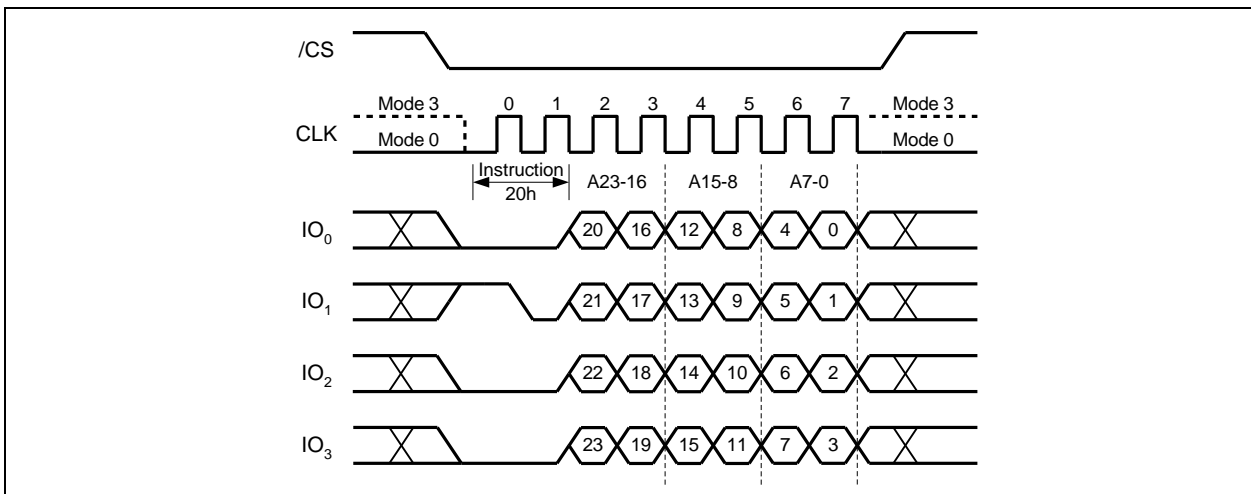 /CS
Mode 3 0 1 2 3 4 5 6 7 Mode 3
CLK
Mode 0 Mode 0
Instruction
20h
A23-16 A15-8 A7-0
IO0 20 16 12 8 4 0
IO1 21 17 13 9 5 1
IO2 22 18 14 10 6 2
IO3 23 19 15 11 7 3